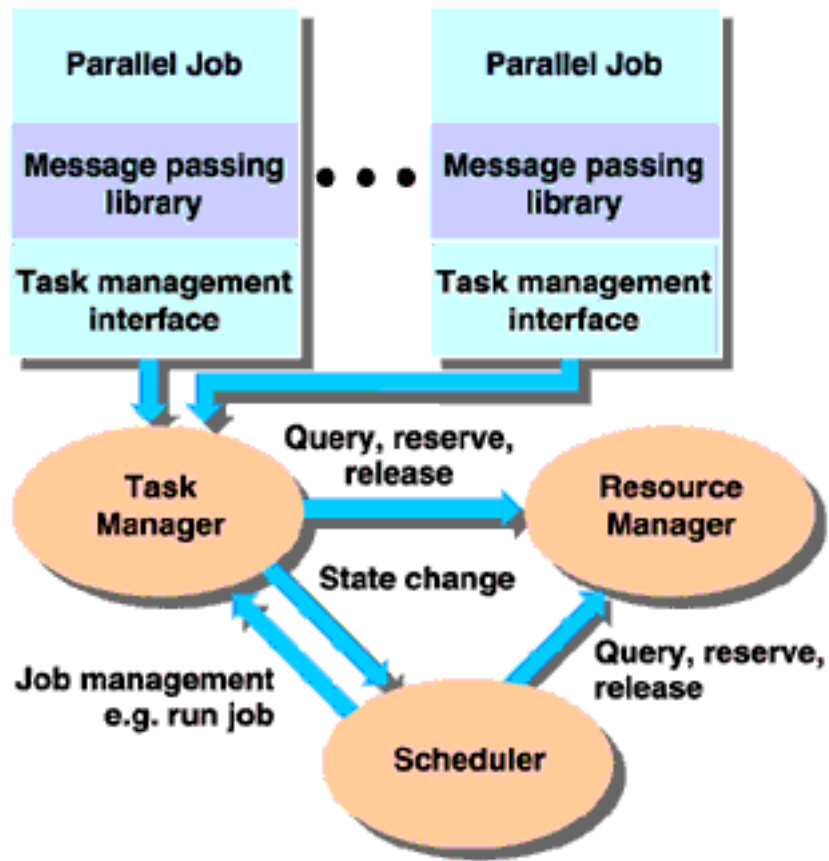 Parallel Job
Message passing
library
Task management
interface
Parallel Job
Message passing
library
Task management
interface
Query, reserve,
release
Task
Manager
Resource
Manager
State change
Job management
e.g. run job
Query, reserve,
release
Scheduler